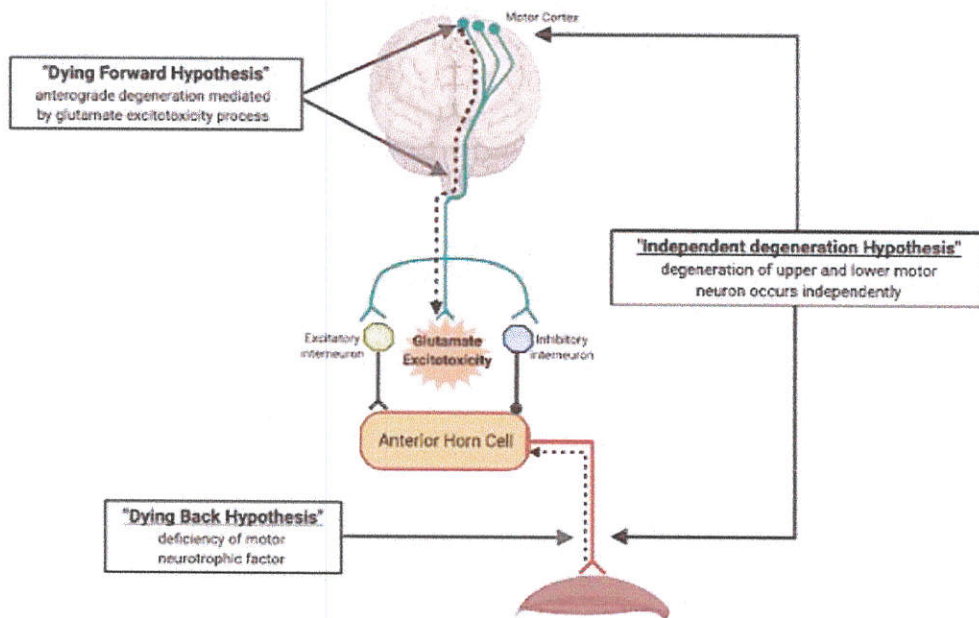 Motor Cortex
"Dying Forward Hypothesis"
anterograde degeneration mediated
by glutamate excitotoxicity process
"Independent degeneration Hypothesis"
degeneration of upper and lower motor
neuron occurs independently
Excitatory
interneuron
Glutamate
Excitotoxicity
Inhibitory
interneuron
Anterior Horn Cell
"Dying Back Hypothesis"
deficiency of motor
neurotrophic factor